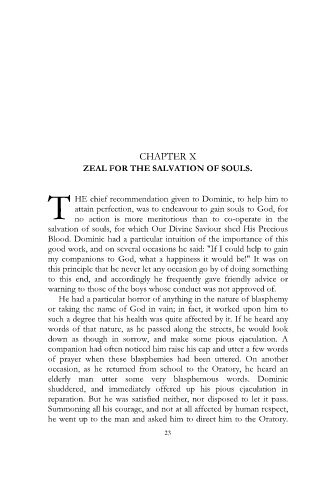 CHAPTER X
ZEAL FOR THE SALVATION OF SOULS.
THE chief recommendation given to Dominic, to help him to
attain perfection, was to endeavour to gain souls to God, for
no action is more meritorious than to co-operate in the
salvation of souls, for which Our Divine Saviour shed His Precious
Blood. Dominic had a particular intuition of the importance of this
good work, and on several occasions he said: "If I could help to gain
my companions to God, what a happiness it would be!" It was on
this principle that he never let any occasion go by of doing something
to this end, and accordingly he frequently gave friendly advice or
warning to those of the boys whose conduct was not approved of.
He had a particular horror of anything in the nature of blasphemy
or taking the name of God in vain; in fact, it worked upon him to
such a degree that his health was quite affected by it. If he heard any
words of that nature, as he passed along the streets, he would look
down as though in sorrow, and make some pious ejaculation. A
companion had often noticed him raise his cap and utter a few words
of prayer when these blasphemies had been uttered. On another
occasion, as he returned from school to the Oratory, he heard an
elderly man utter some very blasphemous words. Dominic
shuddered, and immediately offered up his pious ejaculation in
reparation. But he was satisfied neither, nor disposed to let it pass.
Summoning all his courage, and not at all affected by human respect,
he went up to the man and asked him to direct him to the Oratory.
23